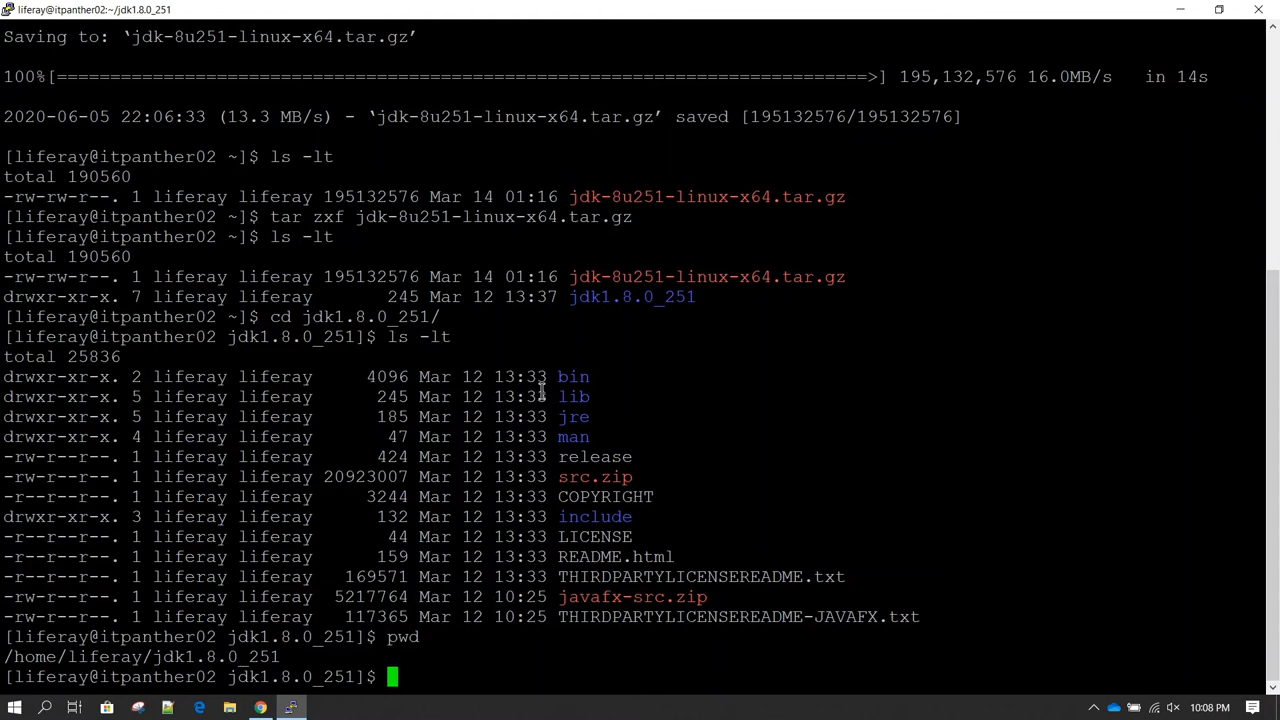 liferay@itpanther02:~/jdk1.8.0_251
Saving to: ‘jdk-8u251-linux-x64.tar.gz’
100%[=============================================================================>] 195,132,576 16.0MB/s   in 14s
2020-06-05 22:06:33 (13.3 MB/s) - ‘jdk-8u251-linux-x64.tar.gz’ saved [195132576/195132576]
[liferay@itpanther02 ~]$ ls -lt
total 190560
-rw-rw-r--. 1 liferay liferay 195132576 Mar 14 01:16 jdk-8u251-linux-x64.tar.gz
[liferay@itpanther02 ~]$ tar zxf jdk-8u251-linux-x64.tar.gz
[liferay@itpanther02 ~]$ ls -lt
total 190560
-rw-rw-r--. 1 liferay liferay 195132576 Mar 14 01:16 jdk-8u251-linux-x64.tar.gz
drwxr-xr-x. 7 liferay liferay       245 Mar 12 13:37 jdk1.8.0_251
[liferay@itpanther02 ~]$ cd jdk1.8.0_251/
[liferay@itpanther02 jdk1.8.0_251]$ ls -lt
total 25836
drwxr-xr-x. 2 liferay liferay     4096 Mar 12 13:33 bin
drwxr-xr-x. 5 liferay liferay      245 Mar 12 13:33 lib
drwxr-xr-x. 5 liferay liferay      185 Mar 12 13:33 jre
drwxr-xr-x. 4 liferay liferay       47 Mar 12 13:33 man
-rw-r--r--. 1 liferay liferay      424 Mar 12 13:33 release
-rw-r--r--. 1 liferay liferay 20923007 Mar 12 13:33 src.zip
-r--r--r--. 1 liferay liferay     3244 Mar 12 13:33 COPYRIGHT
drwxr-xr-x. 3 liferay liferay      132 Mar 12 13:33 include
-r--r--r--. 1 liferay liferay       44 Mar 12 13:33 LICENSE
-r--r--r--. 1 liferay liferay      159 Mar 12 13:33 README.html
-rw-r--r--. 1 liferay liferay   169571 Mar 12 13:33 THIRDPARTYLICENSEREADME.txt
-rw-r--r--. 1 liferay liferay  5217764 Mar 12 10:25 javafx-src.zip
-rw-r--r--. 1 liferay liferay   117365 Mar 12 10:25 THIRDPARTYLICENSEREADME-JAVAFX.txt
[liferay@itpanther02 jdk1.8.0_251]$ pwd
/home/liferay/jdk1.8.0_251
[liferay@itpanther02 jdk1.8.0_251]$
10:08 PM